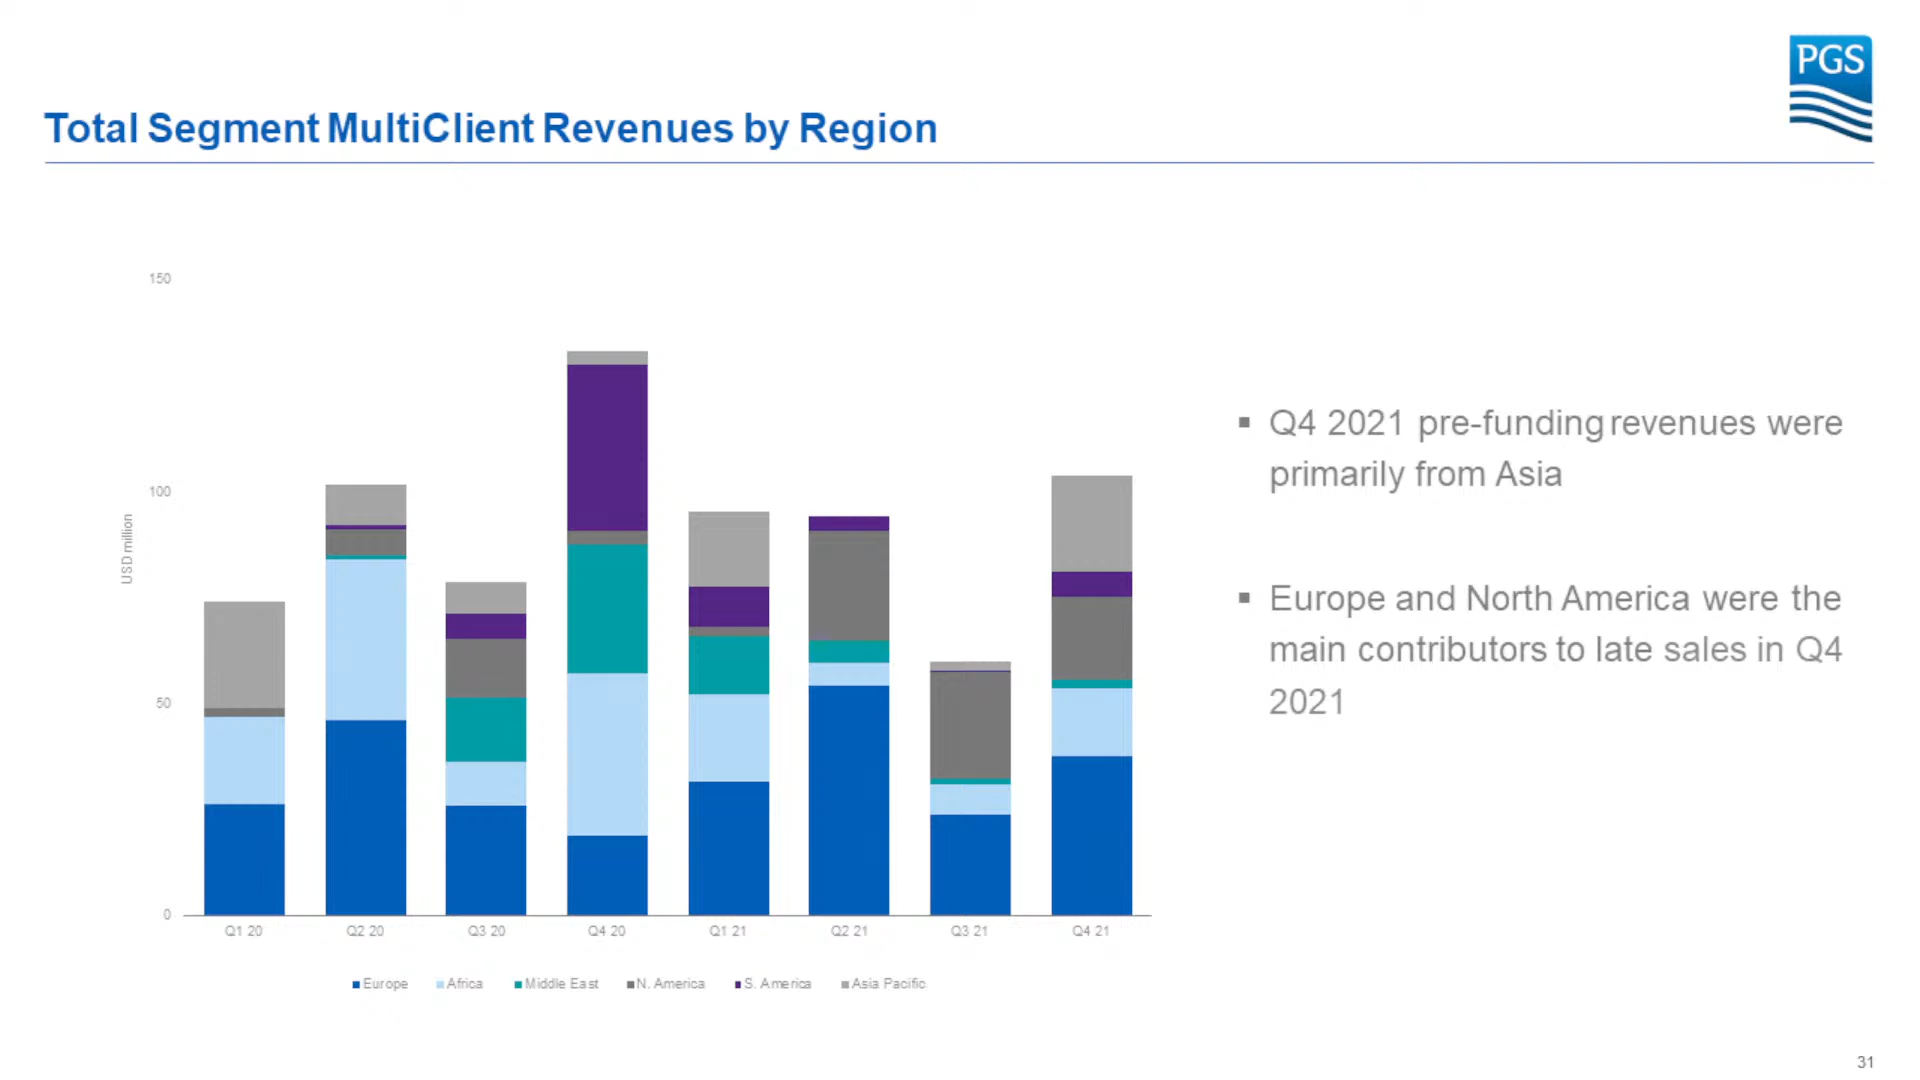 PGS
Total Segment MultiClient Revenues by Region
150
100
50
0
USD million
Q1 20 Q2 20 Q3 20 Q4 20 Q1 21 Q2 21 Q3 21 Q4 21
Europe Africa Middle East N. America S. America Asia Pacific
▪ Q4 2021 pre-funding revenues were
primarily from Asia
▪ Europe and North America were the
main contributors to late sales in Q4
2021
31